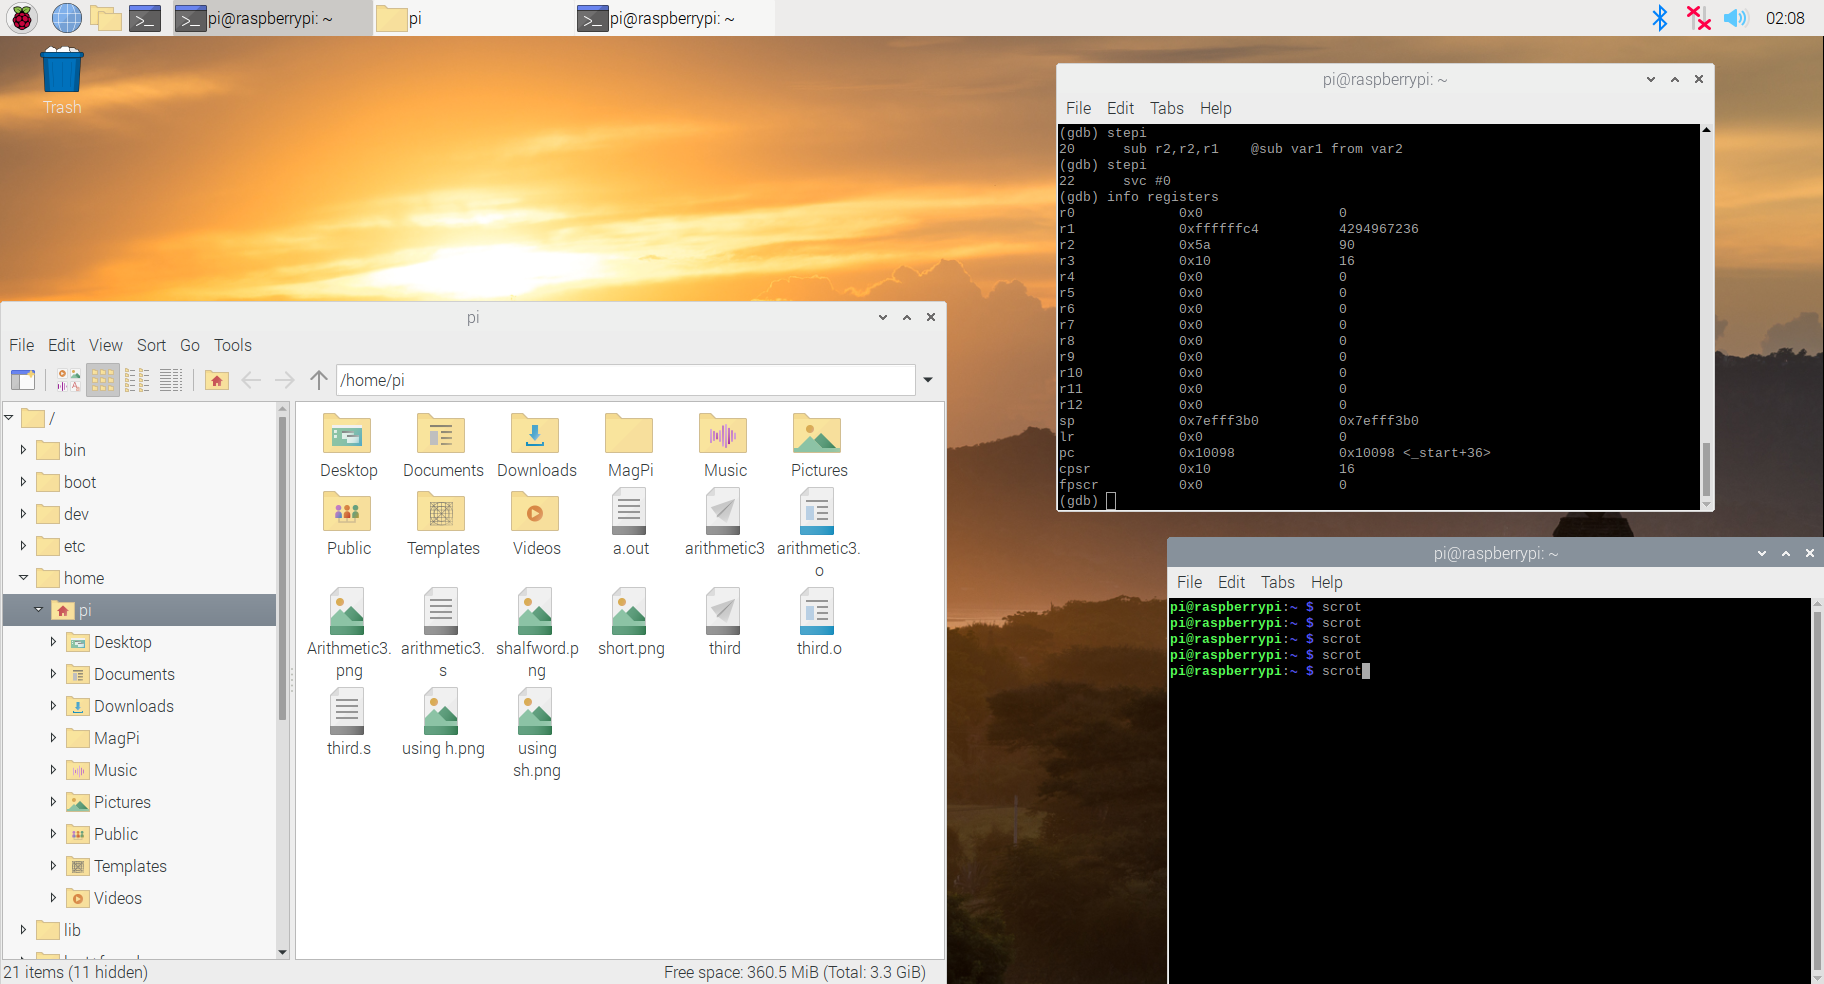 pi@raspberrypi: ~
pi
pi@raspberrypi: ~
02:08
Trash
pi@raspberrypi: ~
File Edit Tabs Help
(gdb) stepi
20      sub r2,r2,r1    @sub var1 from var2
(gdb) stepi
22      svc #0
(gdb) info registers
r0             0x0                 0
r1             0xffffffc4          4294967236
r2             0x5a                90
r3             0x10                16
r4             0x0                 0
r5             0x0                 0
r6             0x0                 0
r7             0x0                 0
r8             0x0                 0
r9             0x0                 0
r10            0x0                 0
r11            0x0                 0
r12            0x0                 0
sp             0x7efff3b0          0x7efff3b0
lr             0x0                 0
pc             0x10098             0x10098 <_start+36>
cpsr           0x10                16
fpscr          0x0                 0
(gdb)
pi
File Edit View Sort Go Tools
/home/pi
/
bin
boot
dev
etc
home
pi
Desktop
Documents
Downloads
MagPi
Music
Pictures
Public
Templates
Videos
lib
Desktop Documents Downloads MagPi Music Pictures
Public Templates Videos a.out arithmetic3 arithmetic3.
o
Arithmetic3. arithmetic3. shalfword.p short.png third third.o
png s ng
third.s using h.png using
sh.png
21 items (11 hidden)
Free space: 360.5 MiB (Total: 3.3 GiB)
pi@raspberrypi: ~
File Edit Tabs Help
pi@raspberrypi:~ $ scrot
pi@raspberrypi:~ $ scrot
pi@raspberrypi:~ $ scrot
pi@raspberrypi:~ $ scrot
pi@raspberrypi:~ $ scrot